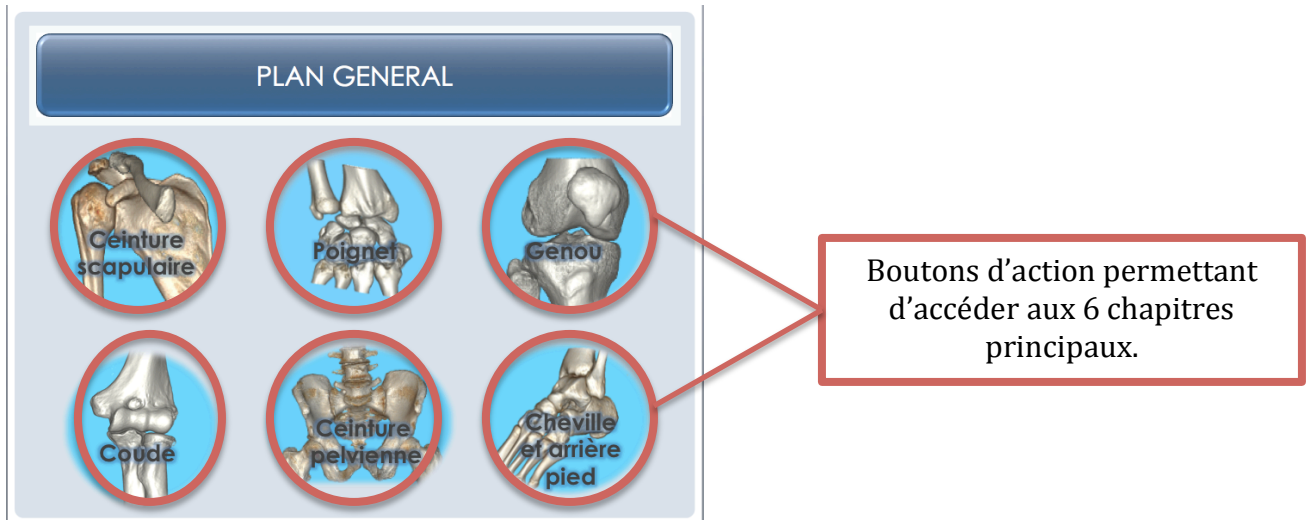 PLAN GENERAL
Ceinture
scapulaire
Poignet
Genou
Coude
Ceinture
pelvienne
Cheville
et arrière
pied
Boutons d’action permettant
d’accéder aux 6 chapitres
principaux.